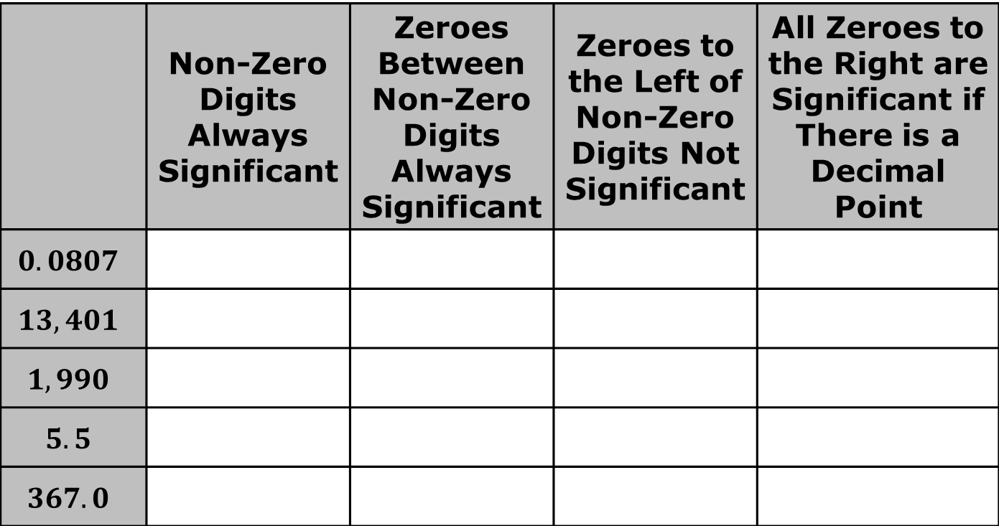 Non-Zero
Digits
Always
Significant
Zeroes
Between
Non-Zero
Digits
Always
Significant
Zeroes to
the Left of
Non-Zero
Digits Not
Significant
All Zeroes to
the Right are
Significant if
There is a
Decimal
Point
0.0807
13,401
1,990
5.5
367.0